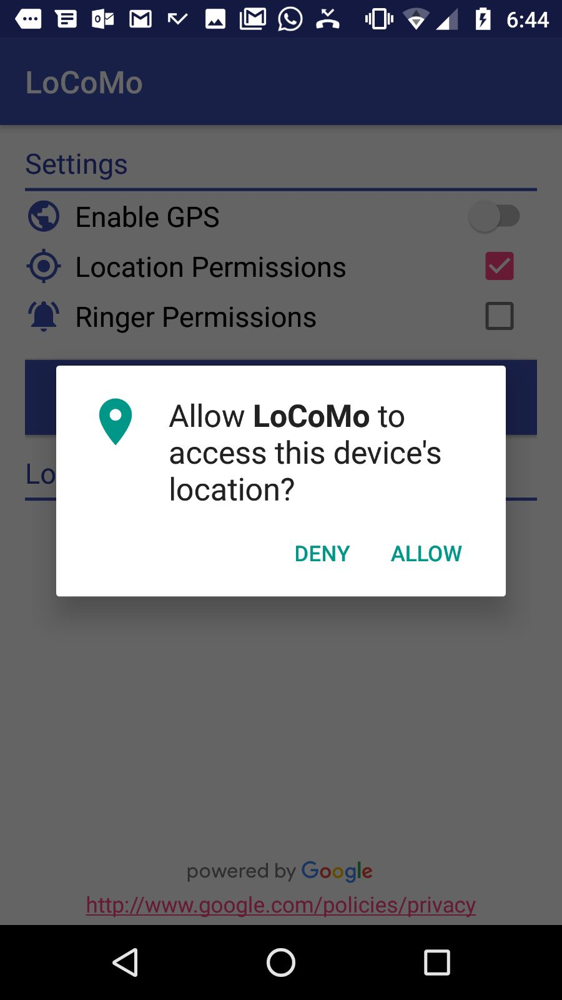 6:44
LoCoMo
Settings
Enable GPS
Location Permissions
Ringer Permissions
Allow LoCoMo to
access this device's
location?
DENY ALLOW
Lo
powered by Google
http://www.google.com/policies/privacy